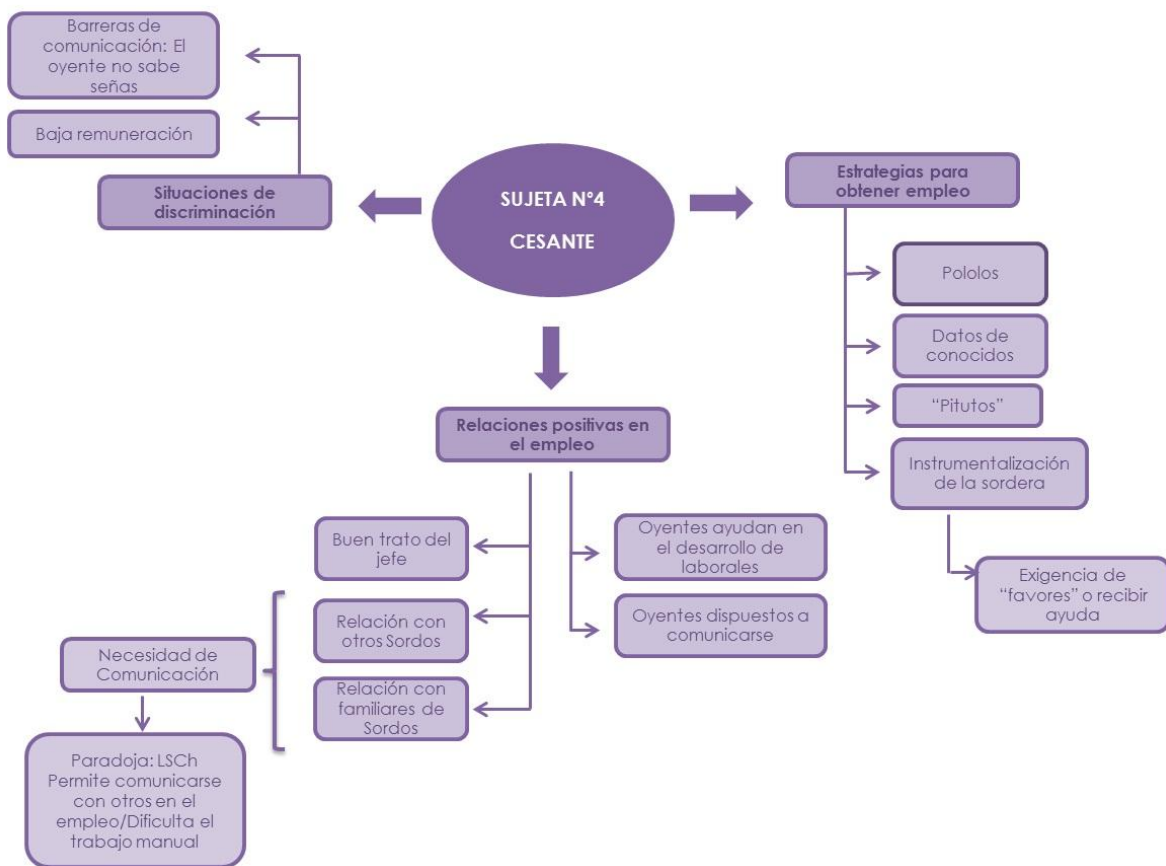 Barreras de
comunicación: El
oyente no sabe
señas
Baja remuneración
Situaciones de
discriminación
SUJETA N°4
CESANTE
Estrategias para
obtener empleo
Pololos
Datos de
conocidos
“Pitutos”
Instrumentalización
de la sordera
Exigencia de
“favores” o recibir
ayuda
Relaciones positivas en
el empleo
Buen trato del
jefe
Relación con
otros Sordos
Relación con
familiares de
Sordos
Oyentes ayudan en
el desarrollo de
laborales
Oyentes dispuestos a
comunicarse
Necesidad de
Comunicación
Paradoja: LSCh
Permite comunicarse
con otros en el
empleo/Dificulta el
trabajo manual